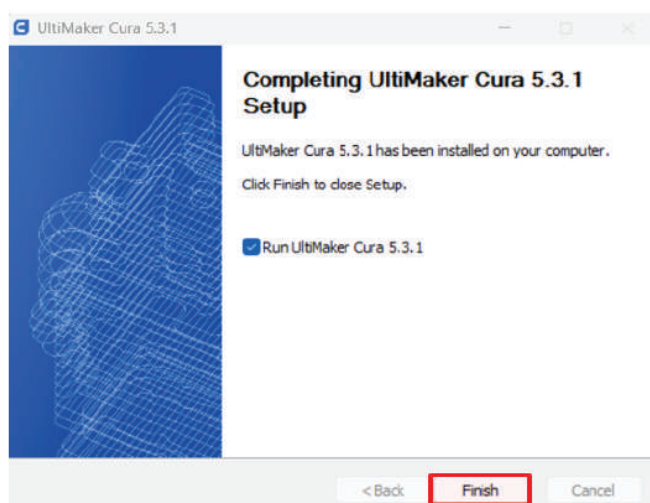 UltiMaker Cura 5.3.1
Completing UltiMaker Cura 5.3.1
Setup
UltiMaker Cura 5.3.1 has been installed on your computer.
Click Finish to close Setup.
Run UltiMaker Cura 5.3.1
< Back Finish Cancel